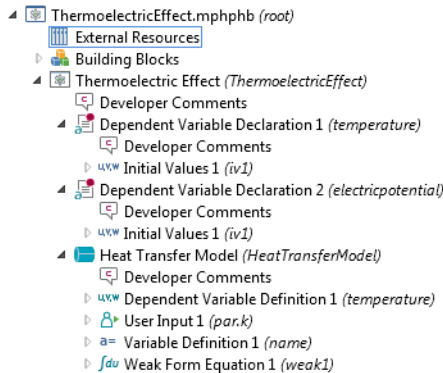 ThermoelectricEffect.mphphb (root)
External Resources
Building Blocks
Thermoelectric Effect (ThermoelectricEffect)
Developer Comments
Dependent Variable Declaration 1 (temperature)
Developer Comments
u,v,w Initial Values 1 (iv1)
Dependent Variable Declaration 2 (electricpotential)
Developer Comments
u,v,w Initial Values 1 (iv1)
Heat Transfer Model (HeatTransferModel)
Developer Comments
u,v,w Dependent Variable Definition 1 (temperature)
User Input 1 (par.k)
a= Variable Definition 1 (name)
∫du Weak Form Equation 1 (weak1)